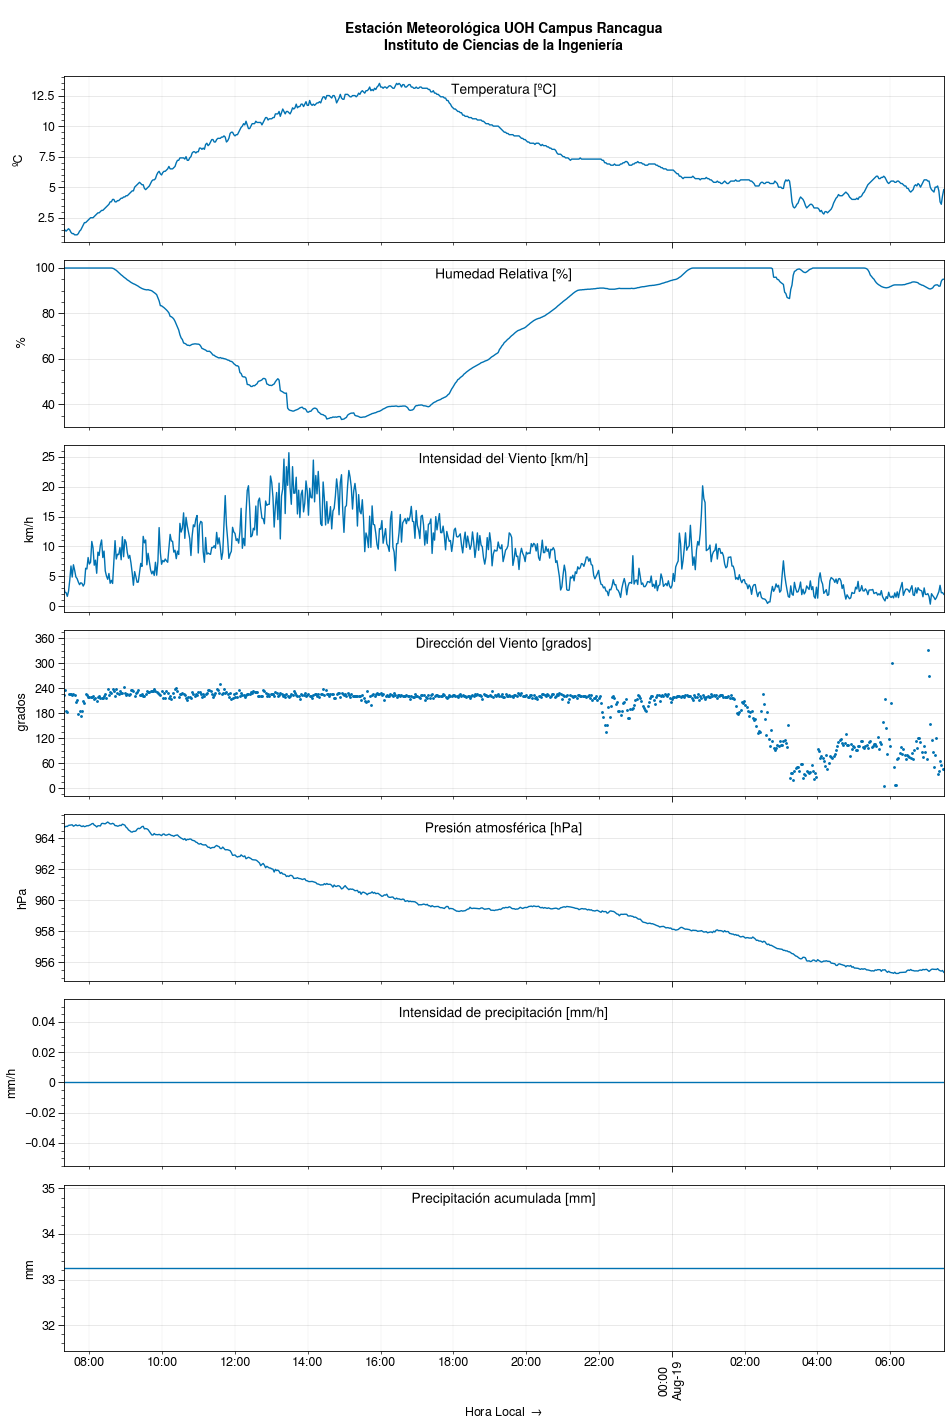 Estación Meteorológica UOH Campus Rancagua
Instituto de Ciencias de la Ingeniería
Temperatura [ºC]
ºC
12.5
10
7.5
5
2.5
Humedad Relativa [%]
%
100
80
60
40
Intensidad del Viento [km/h]
km/h
25
20
15
10
5
0
Dirección del Viento [grados]
grados
360
300
240
180
120
60
0
Presión atmosférica [hPa]
hPa
964
962
960
958
956
Intensidad de precipitación [mm/h]
mm/h
0.04
0.02
0
−0.02
−0.04
Precipitación acumulada [mm]
mm
35
34
33
32
08:00 10:00 12:00 14:00 16:00 18:00 20:00 22:00 00:00 02:00 04:00 06:00
Aug-19
Hora Local →